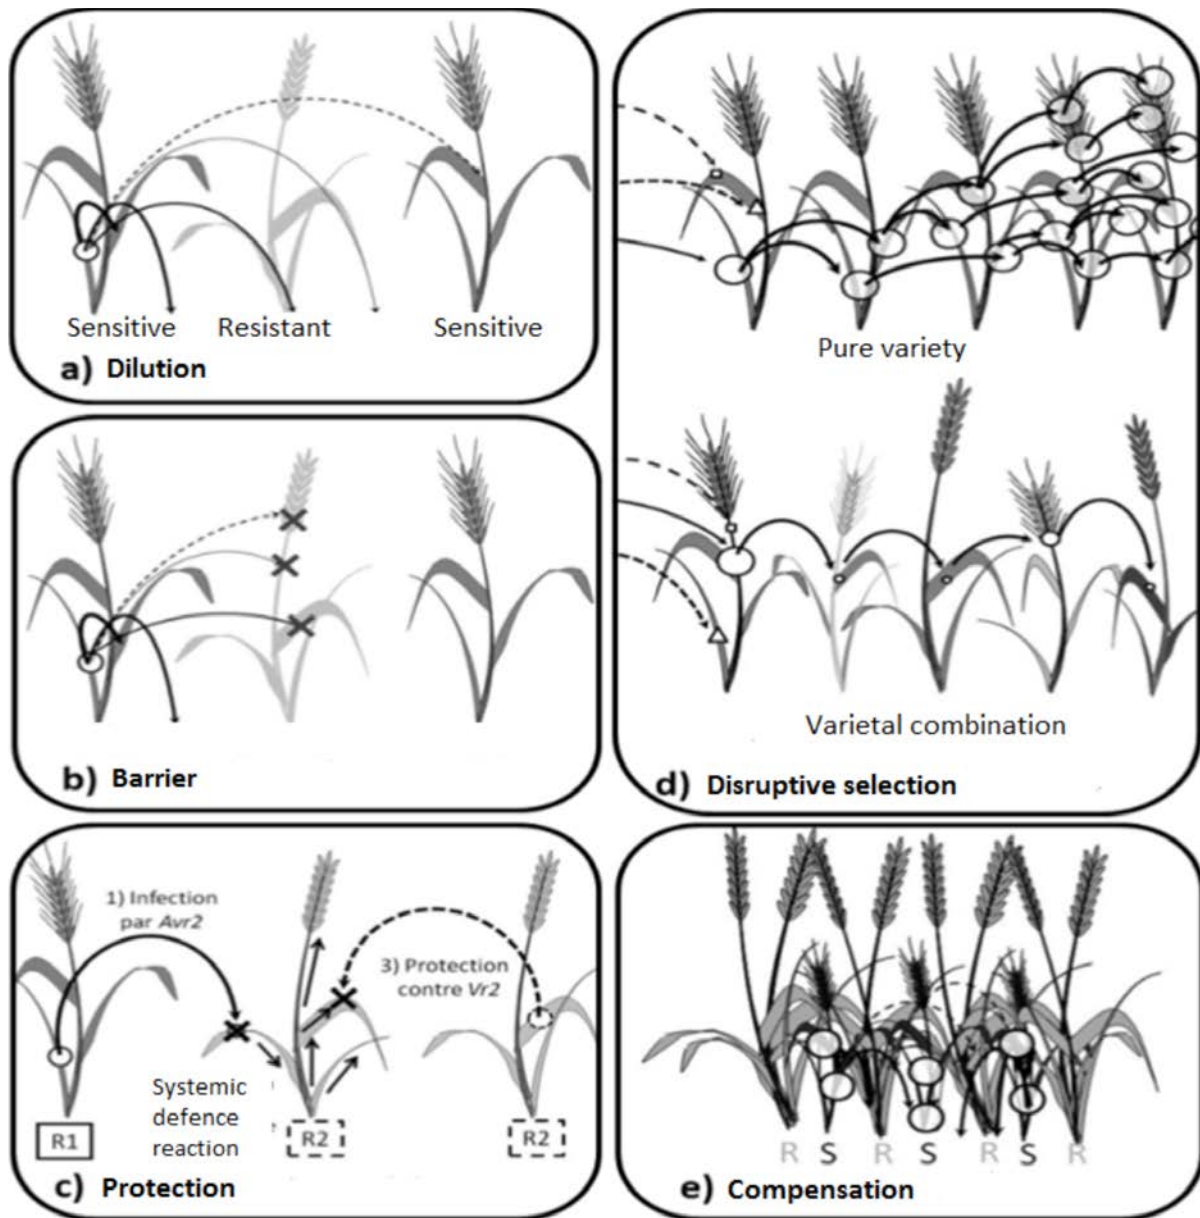 Sensitive Resistant Sensitive
a) Dilution
b) Barrier
1) Infection
par Avr2
3) Protection
contre Vr2
Systemic
defence
reaction
R1 R2 R2
c) Protection
Pure variety
Varietal combination
d) Disruptive selection
R S R S R S R
e) Compensation